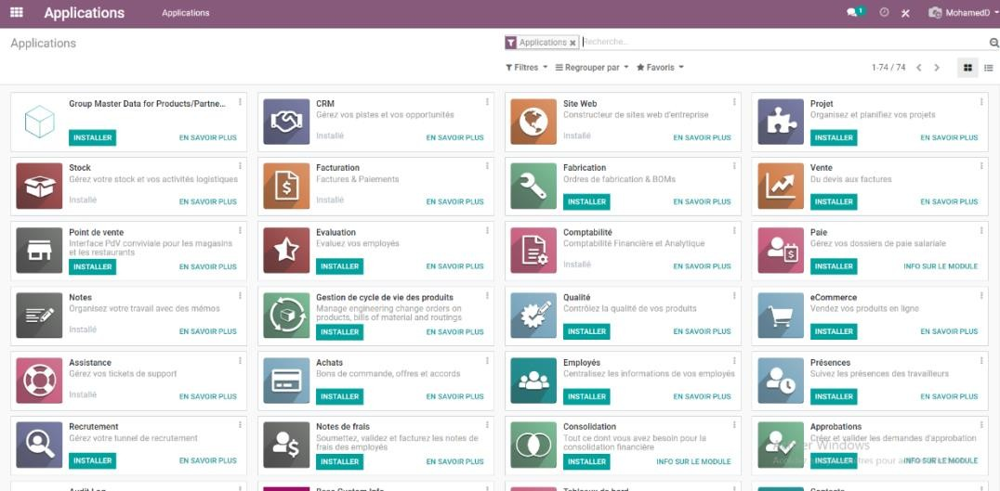 Applications
Applications
1
MohamedD
Applications
Applications
Recherche...
Filtres
Regrouper par
Favoris
1-74 / 74
Group Master Data for Products/Partne...
INSTALLER
EN SAVOIR PLUS
CRM
Gérez vos pistes et vos opportunités
Installé
EN SAVOIR PLUS
Site Web
Constructeur de sites web d'entreprise
Installé
EN SAVOIR PLUS
Projet
Organisez et planifiez vos projets
INSTALLER
EN SAVOIR PLUS
Stock
Gérez votre stock et vos activités logistiques
Installé
EN SAVOIR PLUS
Facturation
Factures & Paiements
Installé
EN SAVOIR PLUS
Fabrication
Ordres de fabrication & BOMs
INSTALLER
EN SAVOIR PLUS
Vente
Du devis aux factures
INSTALLER
EN SAVOIR PLUS
Point de vente
Interface PdV conviviale pour les magasins
et les restaurants
INSTALLER
EN SAVOIR PLUS
Evaluation
Evaluez vos employés
INSTALLER
EN SAVOIR PLUS
Comptabilité
Comptabilité Financière et Analytique
Installé
EN SAVOIR PLUS
Paie
Gérez vos dossiers de paie salariale
INSTALLER
INFO SUR LE MODULE
Notes
Organisez votre travail avec des mémos
Installé
EN SAVOIR PLUS
Gestion de cycle de vie des produits
Manage engineering change orders on
products, bills of material and routings
INSTALLER
EN SAVOIR PLUS
Qualité
Contrôlez la qualité de vos produits
INSTALLER
EN SAVOIR PLUS
eCommerce
Vendez vos produits en ligne
INSTALLER
EN SAVOIR PLUS
Assistance
Gérez vos tickets de support
Installé
EN SAVOIR PLUS
Achats
Bons de commande, offres et accords
INSTALLER
EN SAVOIR PLUS
Employés
Centralisez les informations de vos employés
INSTALLER
EN SAVOIR PLUS
Présences
Suivez les présences des travailleurs
INSTALLER
EN SAVOIR PLUS
Recrutement
Gérez votre tunnel de recrutement
INSTALLER
EN SAVOIR PLUS
Notes de frais
Soumettez, validez et facturez les notes de
frais des employés
INSTALLER
EN SAVOIR PLUS
Consolidation
Tout ce dont vous avez besoin pour la
consolidation financière
INSTALLER
INFO SUR LE MODULE
Approbations
Créez et valider les demandes d'approbation
Windows
INSTALLER
INFO SUR LE MODULE